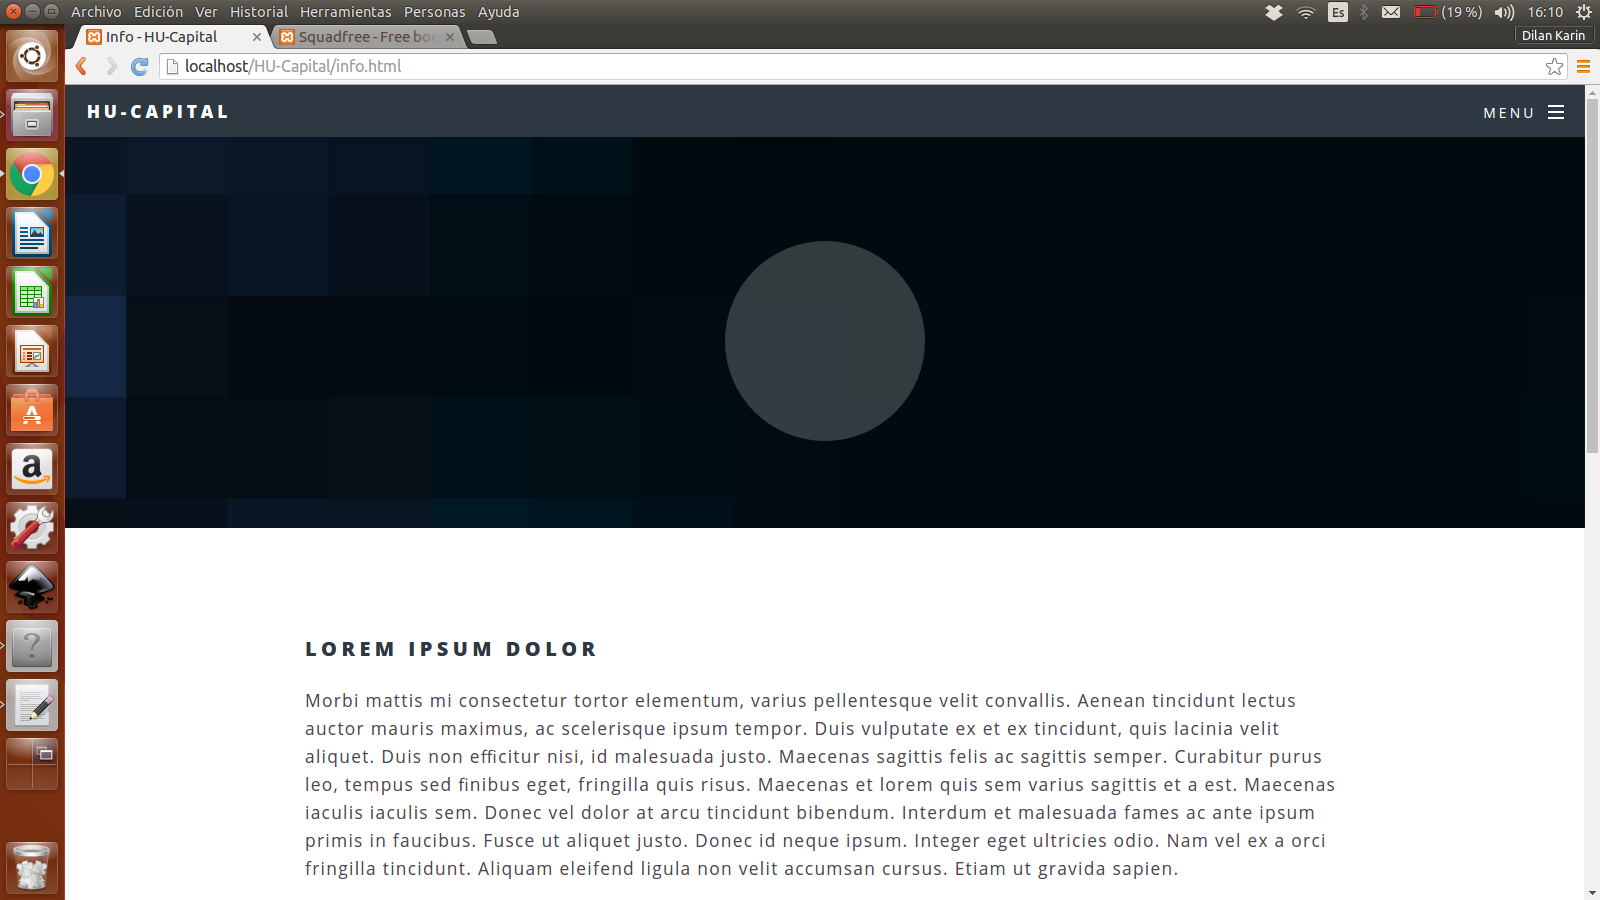 Archivo Edición Ver Historial Herramientas Personas Ayuda Es (19 %) 16:10
Info - HU-Capital Squadfree - Free boo Dilan Karin
localhost/HU-Capital/info.html
HU-CAPITAL MENU
LOREM IPSUM DOLOR
Morbi mattis mi consectetur tortor elementum, varius pellentesque velit convallis. Aenean tincidunt lectus
auctor mauris maximus, ac scelerisque ipsum tempor. Duis vulputate ex et ex tincidunt, quis lacinia velit
aliquet. Duis non efficitur nisi, id malesuada justo. Maecenas sagittis felis ac sagittis semper. Curabitur purus
leo, tempus sed finibus eget, fringilla quis risus. Maecenas et lorem quis sem varius sagittis et a est. Maecenas
iaculis iaculis sem. Donec vel dolor at arcu tincidunt bibendum. Interdum et malesuada fames ac ante ipsum
primis in faucibus. Fusce ut aliquet justo. Donec id neque ipsum. Integer eget ultricies odio. Nam vel ex a orci
fringilla tincidunt. Aliquam eleifend ligula non velit accumsan cursus. Etiam ut gravida sapien.